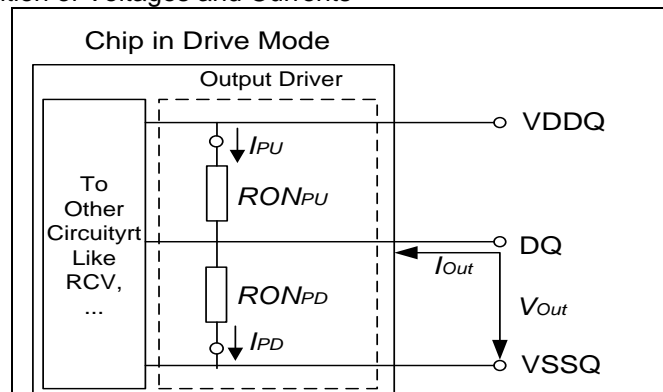 ition of Voltages and Currents
Chip in Drive Mode
Output Driver
To
Other
Circuityrt
Like
RCV,
...
IPU
RONPU
RONPD
IPD
VDDQ
DQ
IOut
VOut
VSSQ